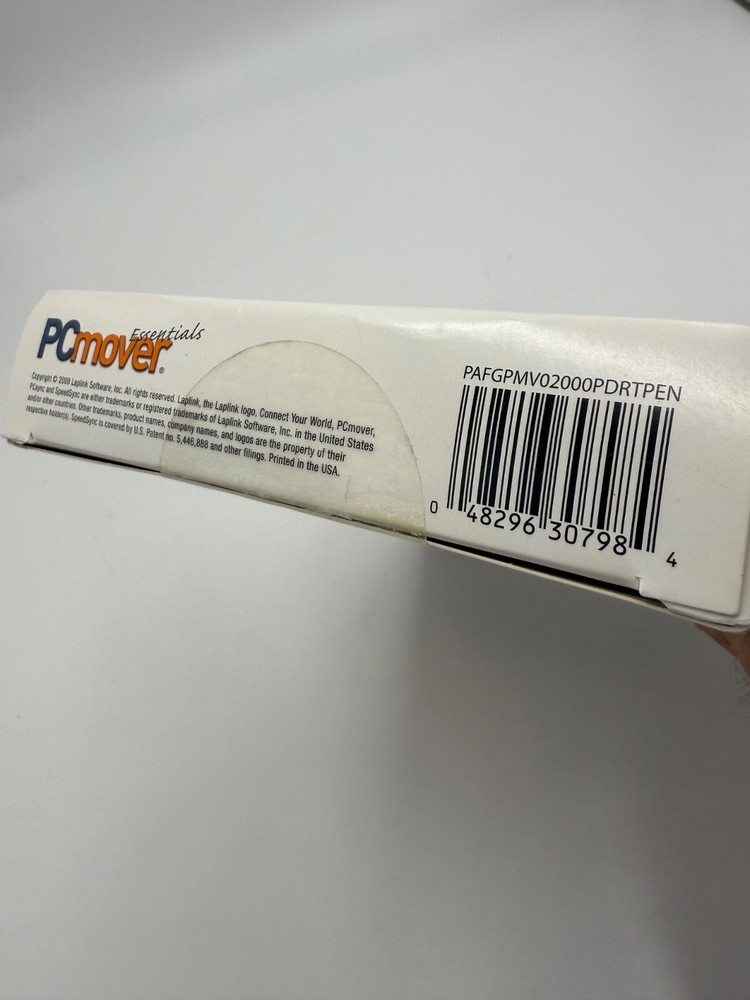 PCmover® Essentials
Copyright © 2009 Laplink Software, Inc. All rights reserved. Laplink, the Laplink logo, Connect Your World, PCmover,
PCsync and SpeedSync are either trademarks or registered trademarks of Laplink Software, Inc. in the United States
and/or other countries. Other trademarks, product names, company names, and logos are the property of their
respective holder(s). SpeedSync is covered by U.S. Patent no. 5,446,888 and other filings. Printed in the USA.
PAFGPMV02000PDRTPEN
0 48296 30798 4